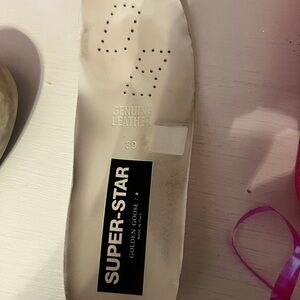 GENUINE
LEATHER
39
SUPER-STAR
GOLDEN GOOSE